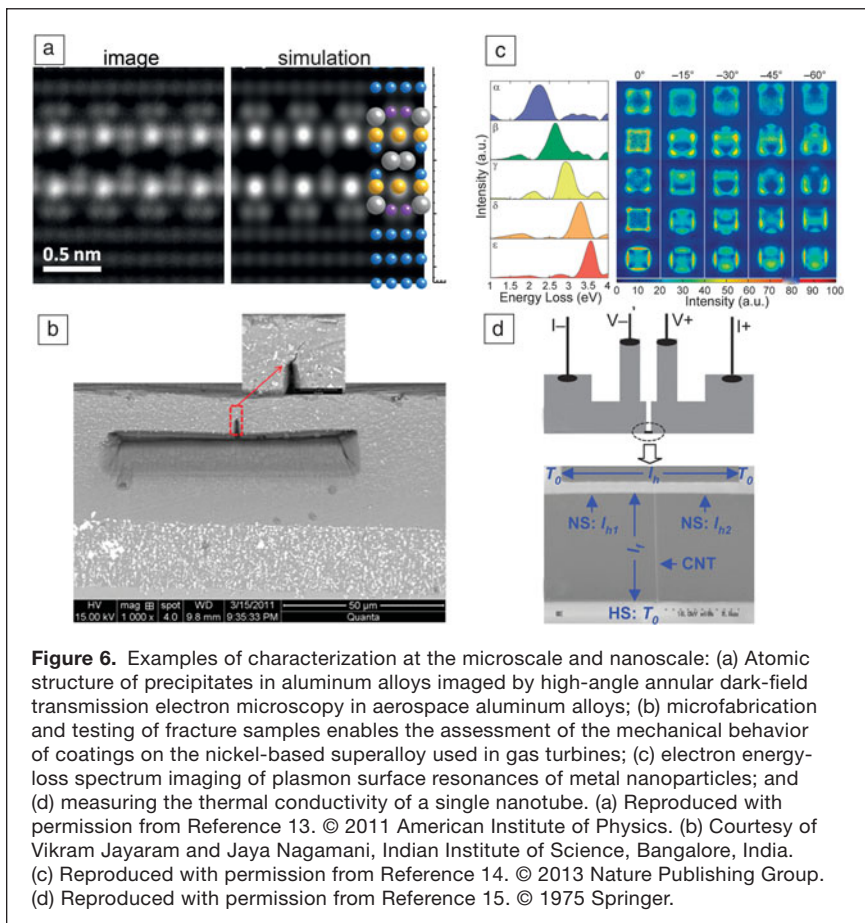 a
image
simulation
0.5 nm
c
α
β
γ
δ
ε
Intensity (a.u.)
1 1.5 2 2.5 3 3.5 4
Energy Loss (eV)
0° –15° –30° –45° –60°
0 10 20 30 40 50 60 70 80 90 100
Intensity (a.u.)
b
HV mag spot WD 3/15/2011 50 µm
15.00 kV 1 000 x 4.0 9.8 mm 9:35:33 PM Quanta
d
I– V– V+ I+
T0 lh T0
NS: lh1 NS: lh2
lf
CNT
HS: T0
Figure 6. Examples of characterization at the microscale and nanoscale: (a) Atomic
structure of precipitates in aluminum alloys imaged by high-angle annular dark-field
transmission electron microscopy in aerospace aluminum alloys; (b) microfabrication
and testing of fracture samples enables the assessment of the mechanical behavior
of coatings on the nickel-based superalloy used in gas turbines; (c) electron energy-
loss spectrum imaging of plasmon surface resonances of metal nanoparticles; and
(d) measuring the thermal conductivity of a single nanotube. (a) Reproduced with
permission from Reference 13. © 2011 American Institute of Physics. (b) Courtesy of
Vikram Jayaram and Jaya Nagamani, Indian Institute of Science, Bangalore, India.
(c) Reproduced with permission from Reference 14. © 2013 Nature Publishing Group.
(d) Reproduced with permission from Reference 15. © 1975 Springer.